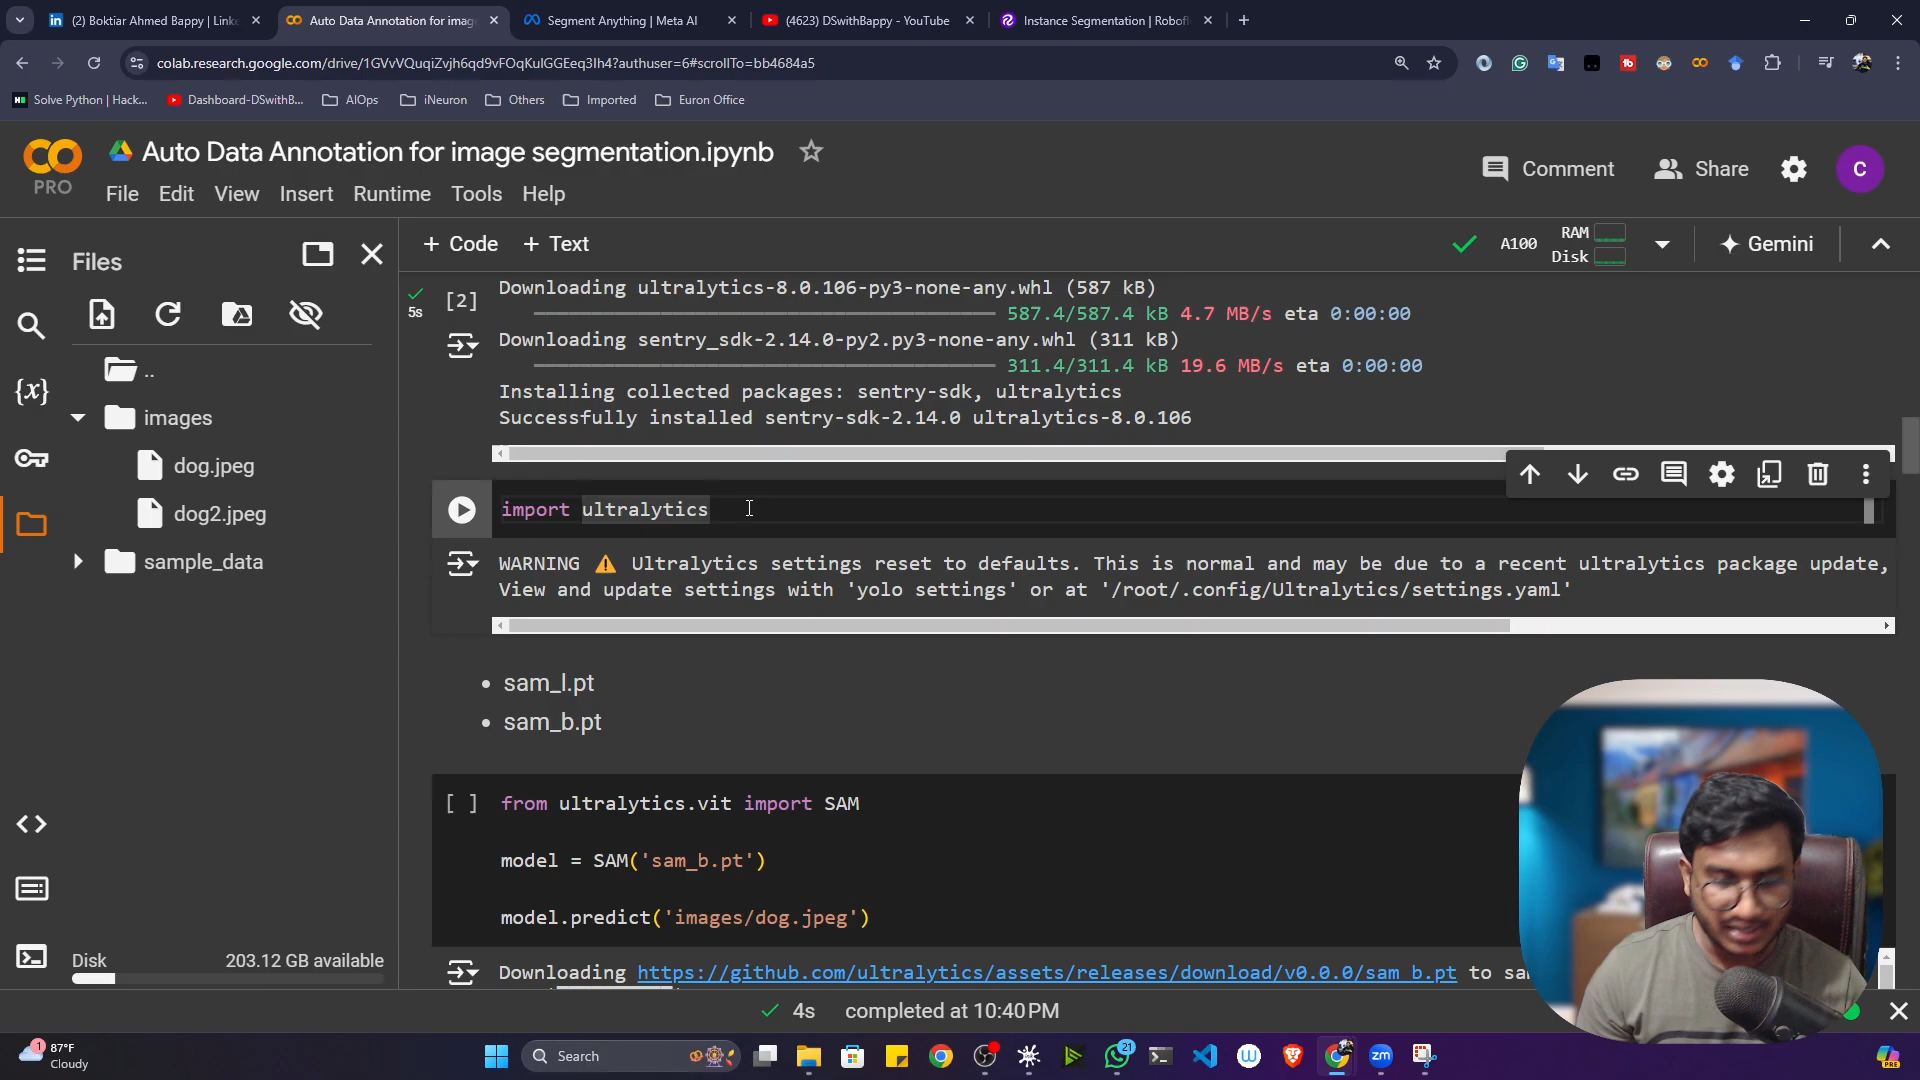 (2) Boktiar Ahmed Bappy | Linke
Auto Data Annotation for image
Segment Anything | Meta AI
(4623) DSwithBappy - YouTube
Instance Segmentation | Robofl
colab.research.google.com/drive/1GVvVQuqiZvjh6qd9vFOqKulGGEeq3Ih4?authuser=6#scrollTo=bb4684a5
Solve Python | Hack...
Dashboard-DSwithB...
AIOps
iNeuron
Others
Imported
Euron Office
Auto Data Annotation for image segmentation.ipynb
PRO
File Edit View Insert Runtime Tools Help
Comment
Share
C
Files
+ Code + Text
A100
RAM
Disk
Gemini
..
images
dog.jpeg
dog2.jpeg
sample_data
Disk 203.12 GB available
5s
[2]
Downloading ultralytics-8.0.106-py3-none-any.whl (587 kB)
587.4/587.4 kB 4.7 MB/s eta 0:00:00
Downloading sentry_sdk-2.14.0-py2.py3-none-any.whl (311 kB)
311.4/311.4 kB 19.6 MB/s eta 0:00:00
Installing collected packages: sentry-sdk, ultralytics
Successfully installed sentry-sdk-2.14.0 ultralytics-8.0.106
import ultralytics
WARNING ⚠️ Ultralytics settings reset to defaults. This is normal and may be due to a recent ultralytics package update,
View and update settings with 'yolo settings' or at '/root/.config/Ultralytics/settings.yaml'
• sam_l.pt
• sam_b.pt
[ ]
from ultralytics.vit import SAM
model = SAM('sam_b.pt')
model.predict('images/dog.jpeg')
Downloading https://github.com/ultralytics/assets/releases/download/v0.0.0/sam_b.pt to sam
4s completed at 10:40 PM
1
87°F
Cloudy
Search
21
zm
PRE